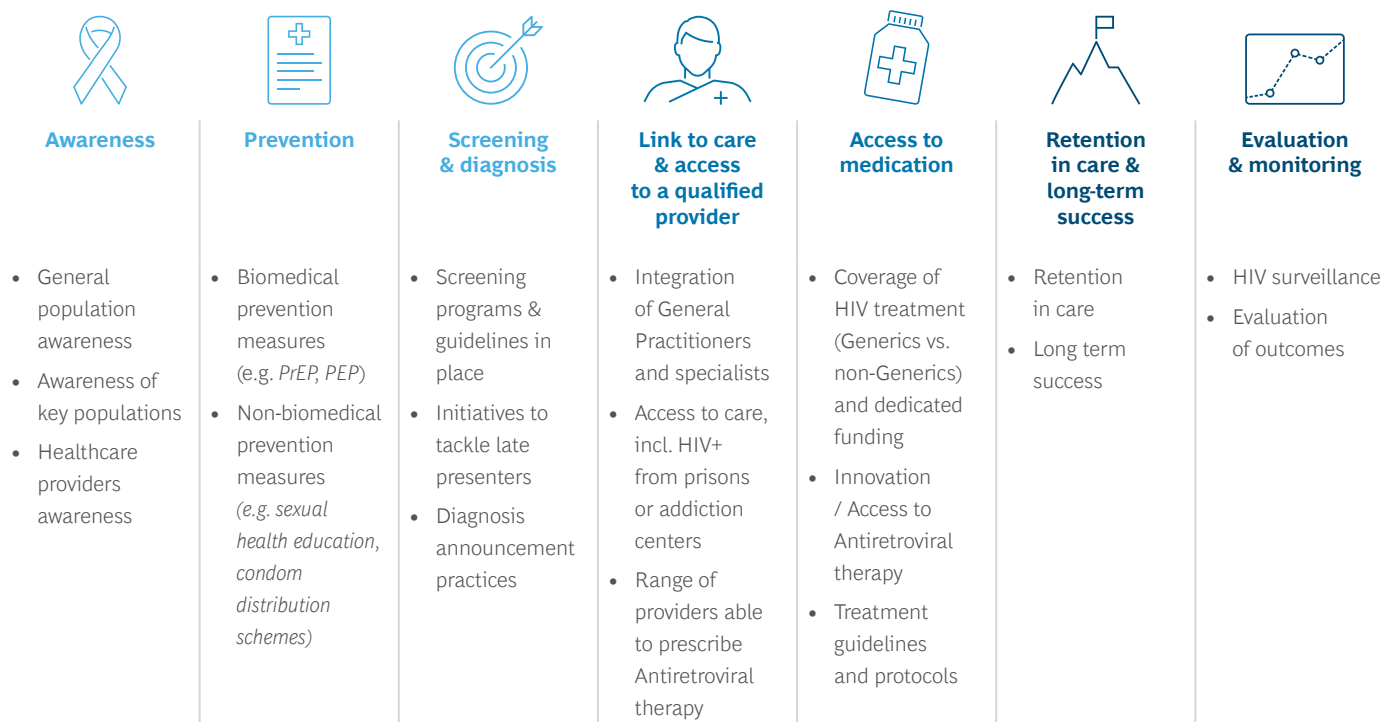 Awareness
General
population
awareness
Awareness of
key populations
Healthcare
providers
awareness
Prevention
Biomedical
prevention
measures
(e.g. PrEP, PEP)
Non-biomedical
prevention
measures
(e.g. sexual
health education,
condom
distribution
schemes)
Screening
& diagnosis
Screening
programs &
guidelines in
place
Initiatives to
tackle late
presenters
Diagnosis
announcement
practices
Link to care
& access
to a qualified
provider
Integration
of General
Practitioners
and specialists
Access to care,
incl. HIV+
from prisons
or addiction
centers
Range of
providers able
to prescribe
Antiretroviral
therapy
Access to
medication
Coverage of
HIV treatment
(Generics vs.
non-Generics)
and dedicated
funding
Innovation
/ Access to
Antiretroviral
therapy
Treatment
guidelines
and protocols
Retention
in care &
long-term
success
Retention
in care
Long term
success
Evaluation
& monitoring
HIV surveillance
Evaluation
of outcomes